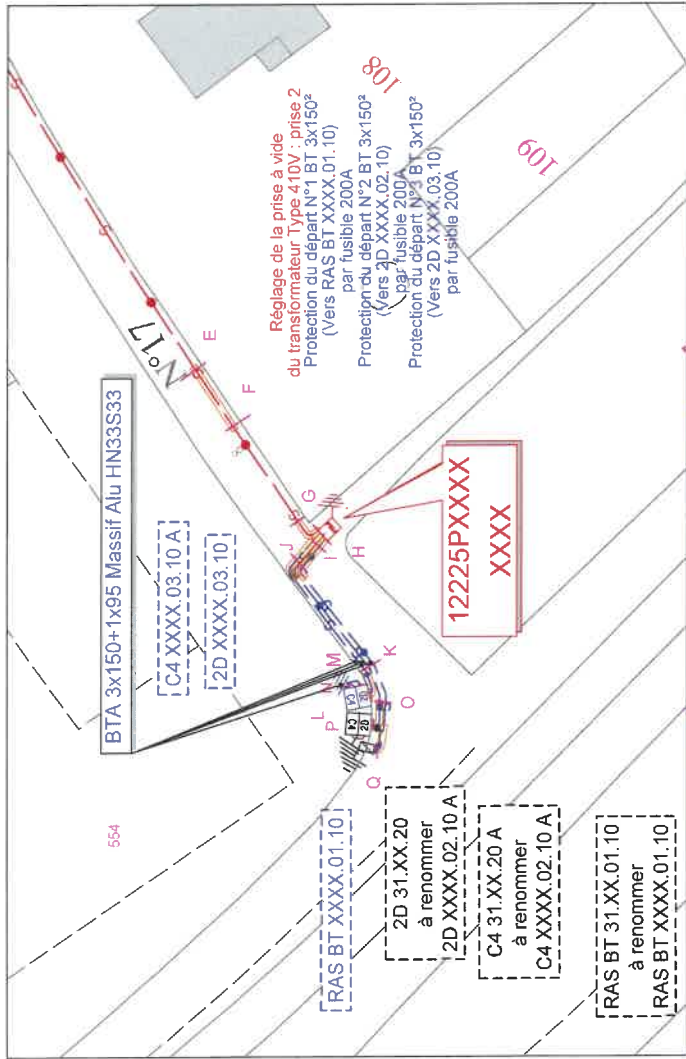 BTA 3x150+1x95 Massif Alu HN33S33
C4 XXXX.03.10 A
2D XXXX.03.10
554
N°17
E
F
G
H
I
J
K
L
M
N
O
P
Q
C4
02
C4
02
Réglage de la prise à vide
du transformateur Type 410V : prise 2
Protection du départ N°1 BT 3x150²
(Vers RAS BT XXXX.01.10)
par fusible 200A
Protection du départ N°2 BT 3x150²
(Vers 2D XXXX.02.10)
par fusible 200A
Protection du départ N°3 BT 3x150²
(Vers 2D XXXX.03.10)
par fusible 200A
108
109
12225PXXXX
XXXX
RAS BT XXXX.01.10
2D 31.XX.20
à renommer
2D XXXX.02.10 A
C4 31.XX.20 A
à renommer
C4 XXXX.02.10 A
RAS BT 31.XX.01.10
à renommer
RAS BT XXXX.01.10